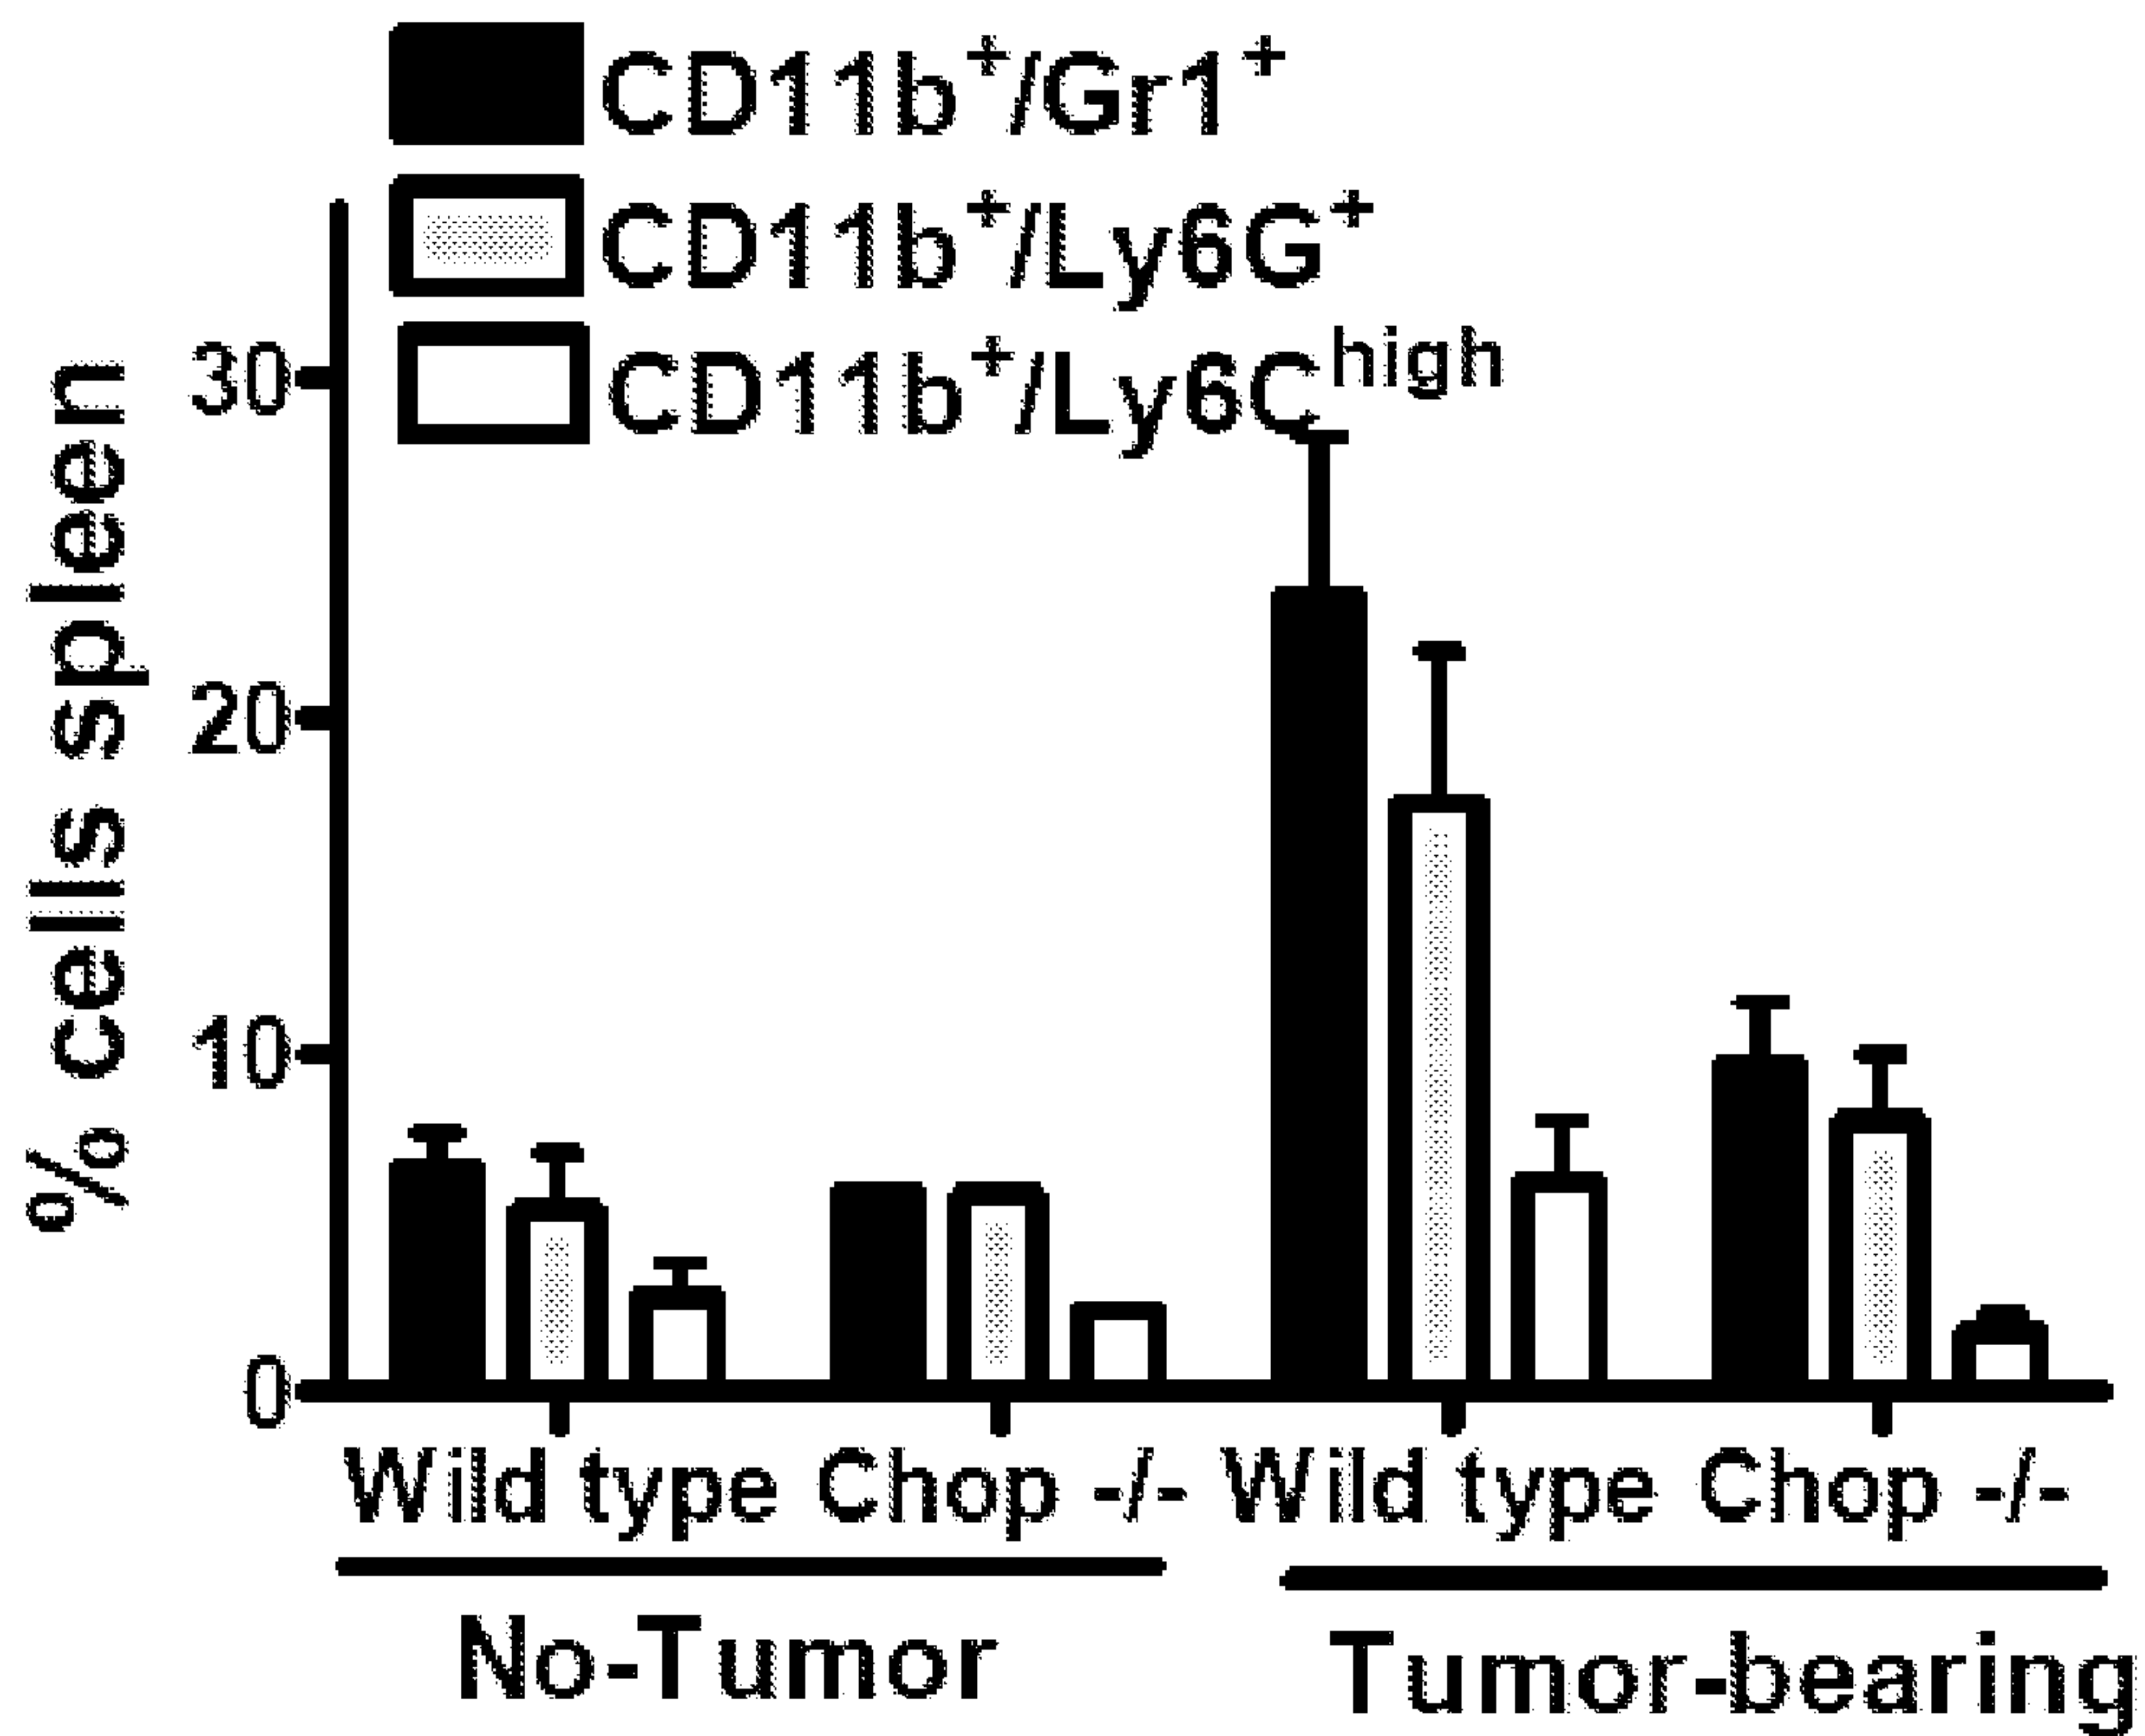 CD11b+/Gr1+
CD11b+/Ly6G+
CD11b+/Ly6Chigh
% cells spleen
30
20
10
0
Wild type Chop -/- Wild type Chop -/-
No-Tumor
Tumor-bearing